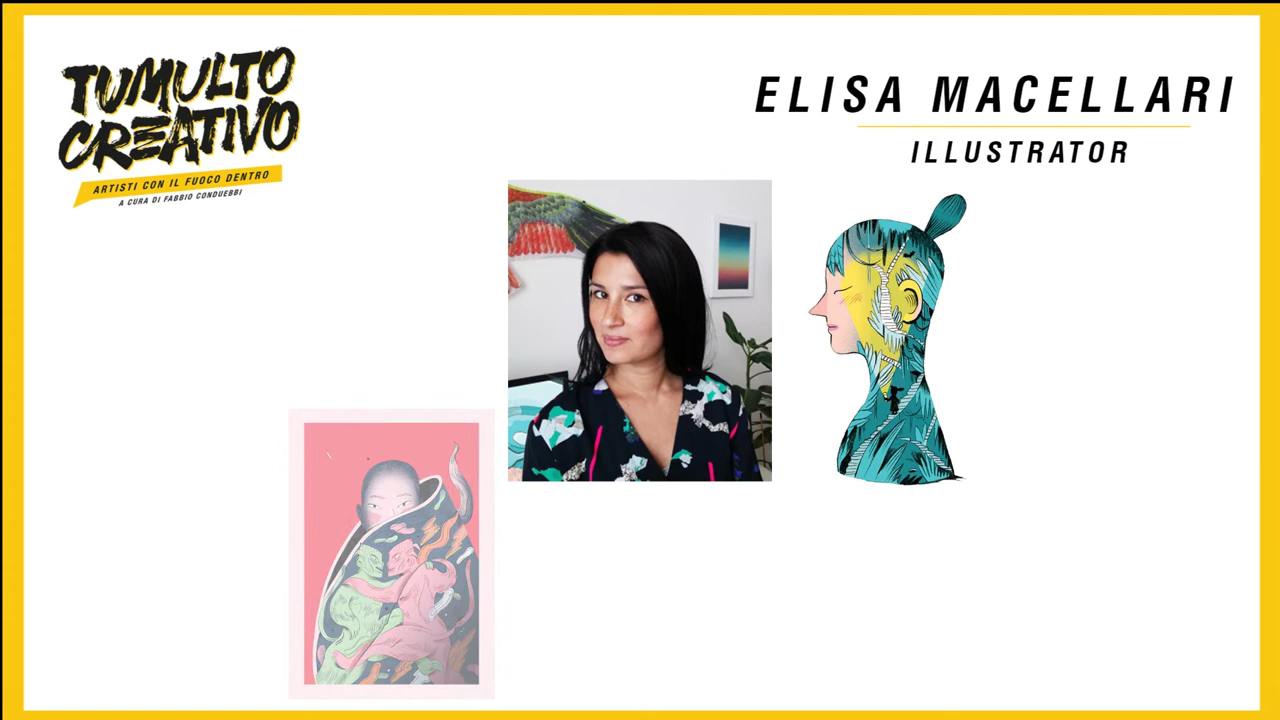 TUMULTO
CREATIVO
ARTISTI CON IL FUOCO DENTRO
A CURA DI FABBIO CONDUEBBI
ELISA MACELLARI
ILLUSTRATOR